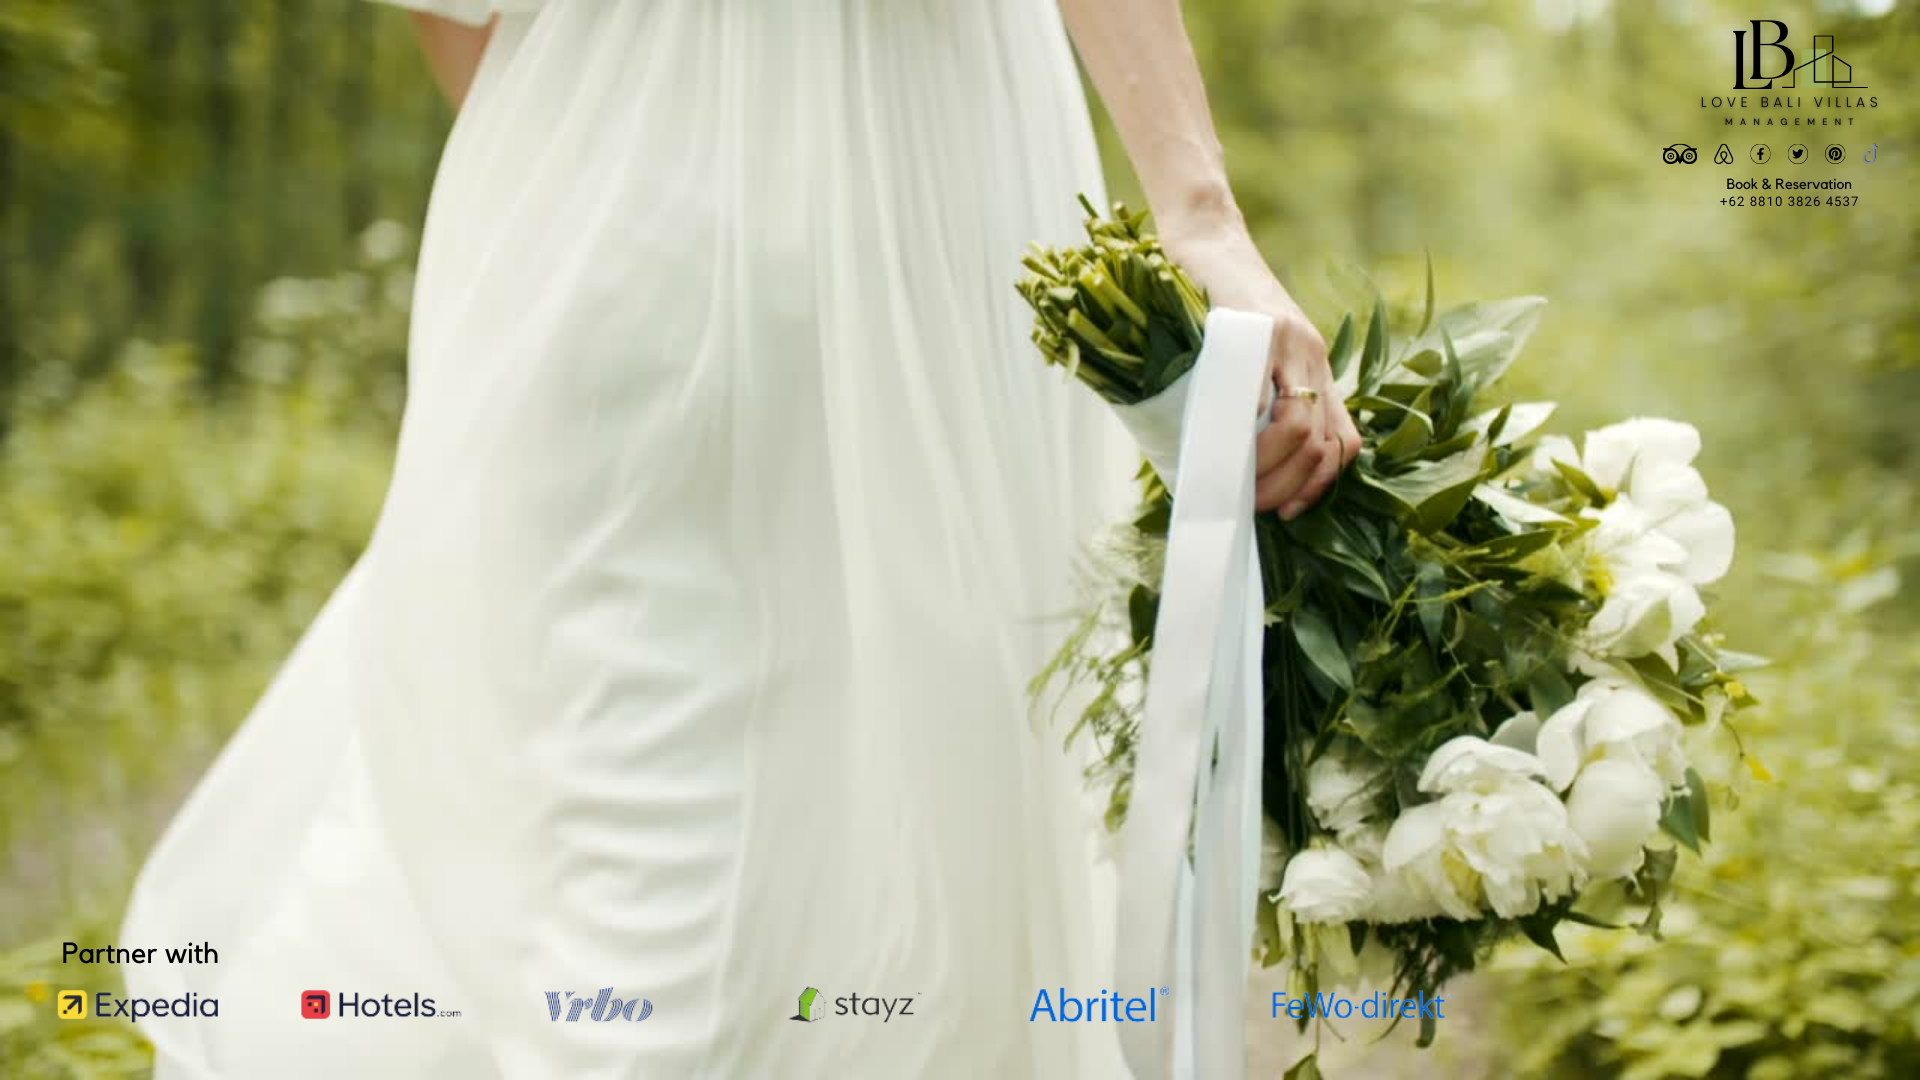 LB
LOVE BALI VILLAS
MANAGEMENT
Book & Reservation
+62 8810 3826 4537
Partner with
Expedia
Hotels.com
Vrbo
stayz
Abritel®
FeWo-direkt